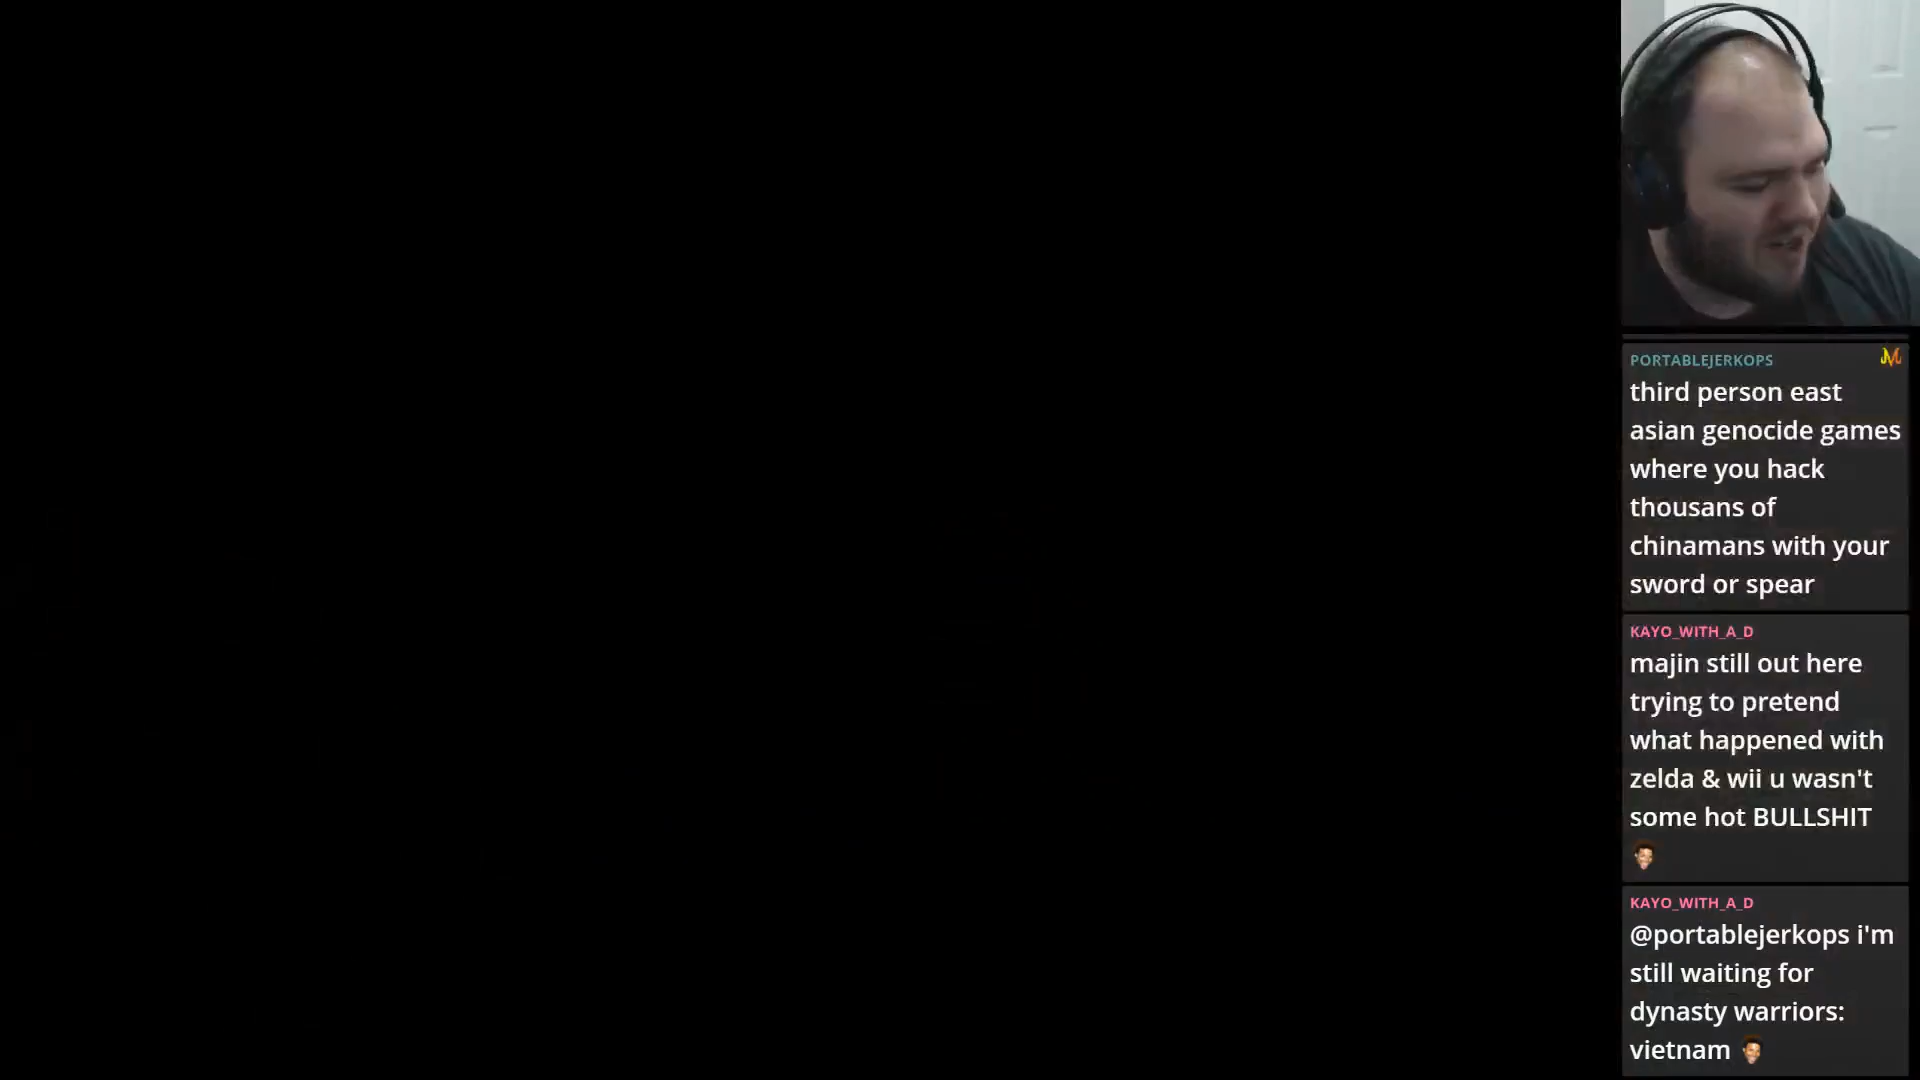 PORTABLEJERKOPS
third person east
asian genocide games
where you hack
thousans of
chinamans with your
sword or spear
KAYO_WITH_A_D
majin still out here
trying to pretend
what happened with
zelda & wii u wasn't
some hot BULLSHIT
KAYO_WITH_A_D
@portablejerkops i'm
still waiting for
dynasty warriors:
vietnam